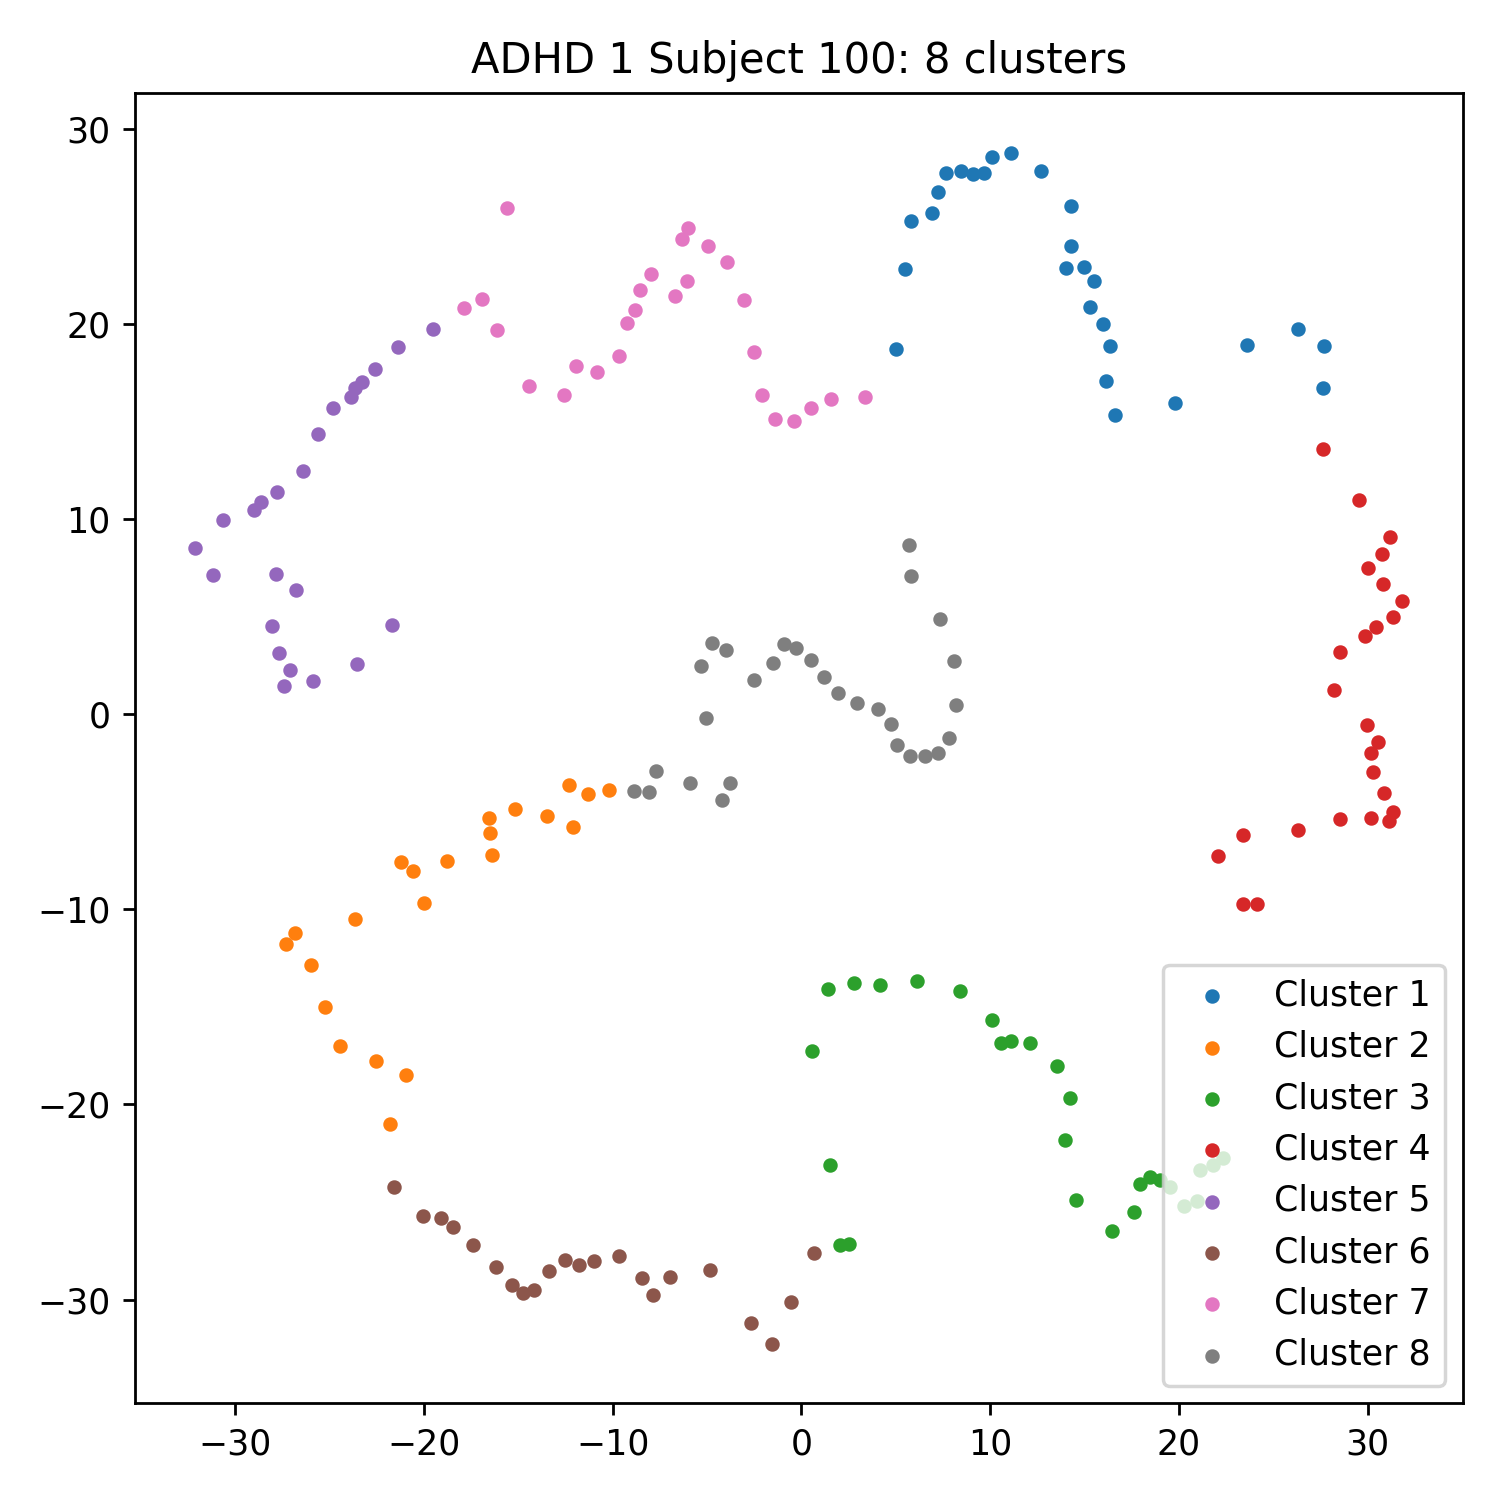 ADHD 1 Subject 100: 8 clusters
30
20
10
0
−10
−20
−30
−30 −20 −10 0 10 20 30
Cluster 1
Cluster 2
Cluster 3
Cluster 4
Cluster 5
Cluster 6
Cluster 7
Cluster 8